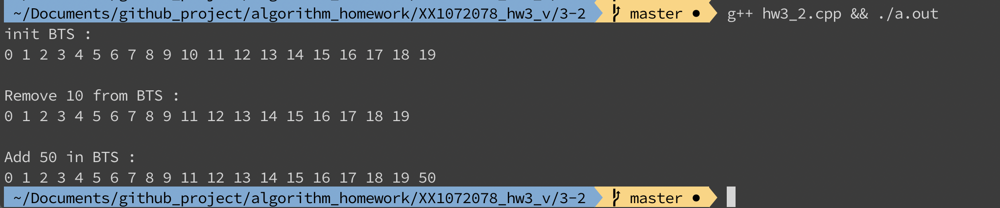 ~/Documents/github_project/algorithm_homework/XX1072078_hw3_v/3-2 master ● g++ hw3_2.cpp && ./a.out
init BTS :
0 1 2 3 4 5 6 7 8 9 10 11 12 13 14 15 16 17 18 19
Remove 10 from BTS :
0 1 2 3 4 5 6 7 8 9 11 12 13 14 15 16 17 18 19
Add 50 in BTS :
0 1 2 3 4 5 6 7 8 9 11 12 13 14 15 16 17 18 19 50
~/Documents/github_project/algorithm_homework/XX1072078_hw3_v/3-2 master ●